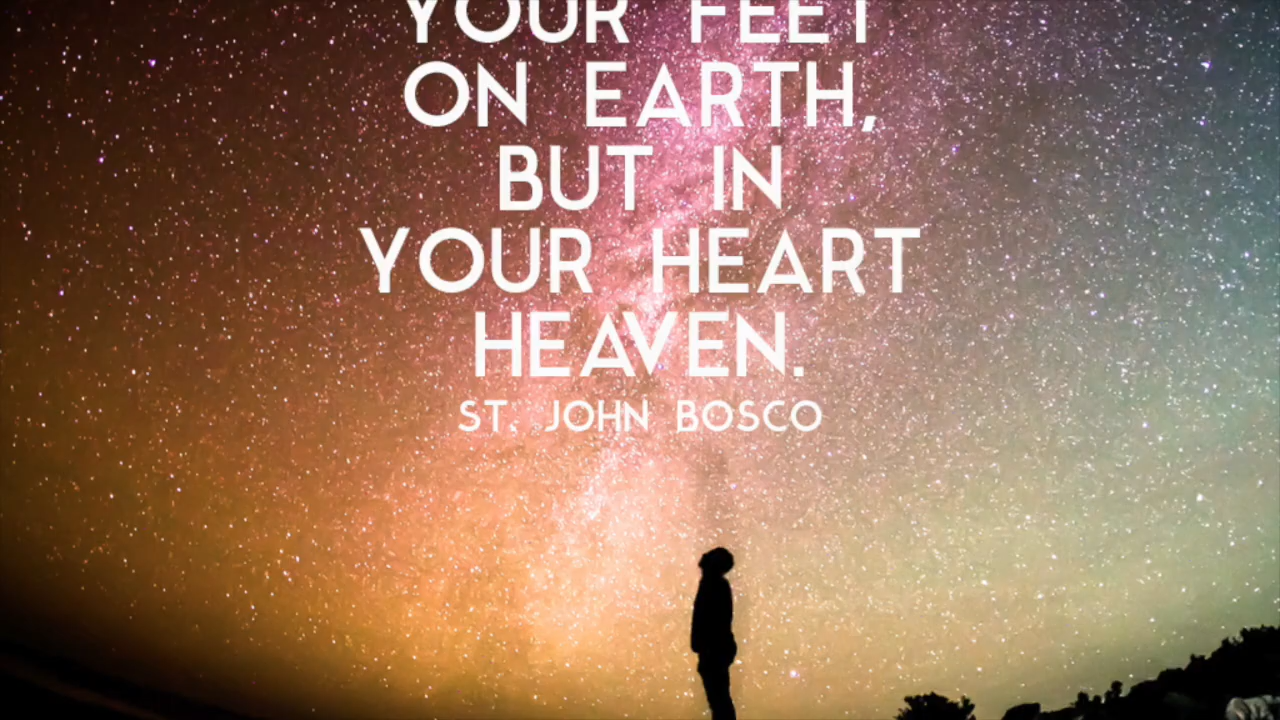 YOUR FEET
ON EARTH,
BUT IN
YOUR HEART
HEAVEN.
ST. JOHN BOSCO